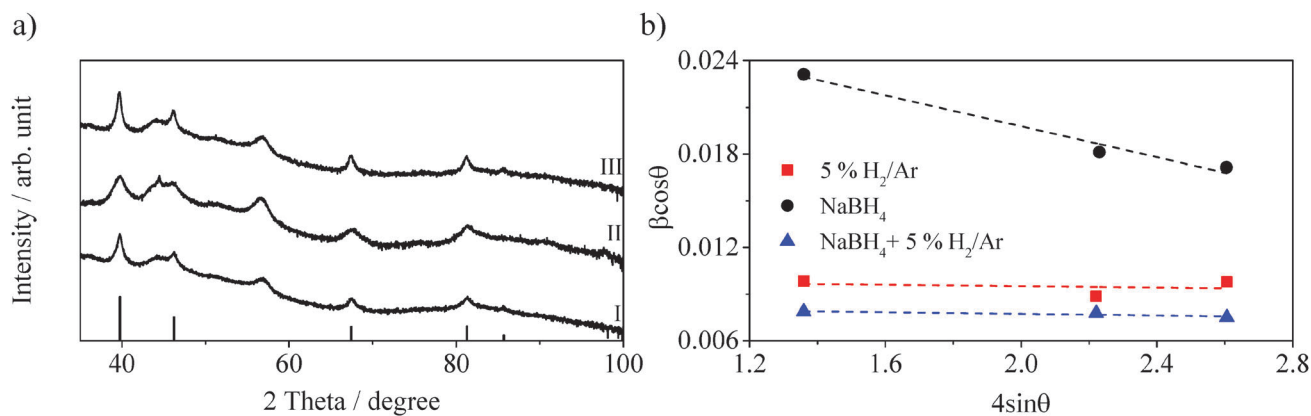 a)
Intensity / arb. unit
III
II
I
40
60
80
100
2 Theta / degree
b)
βcosθ
0.024
0.018
0.012
0.006
5 % H₂/Ar
NaBH₄
NaBH₄+ 5 % H₂/Ar
1.2
1.6
2.0
2.4
2.8
4sinθ